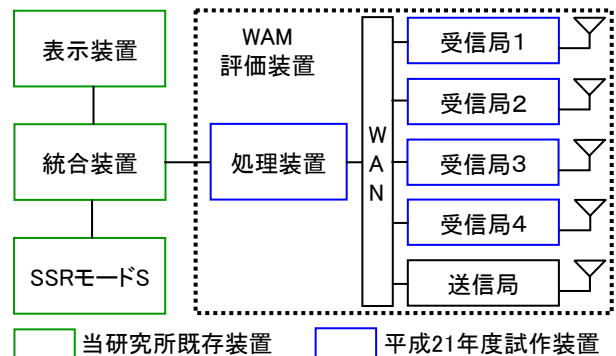 表示装置
統合装置
SSRモードS
WAM
評価装置
処理装置
WAN
受信局1
受信局2
受信局3
受信局4
送信局
当研究所既存装置
平成21年度試作装置